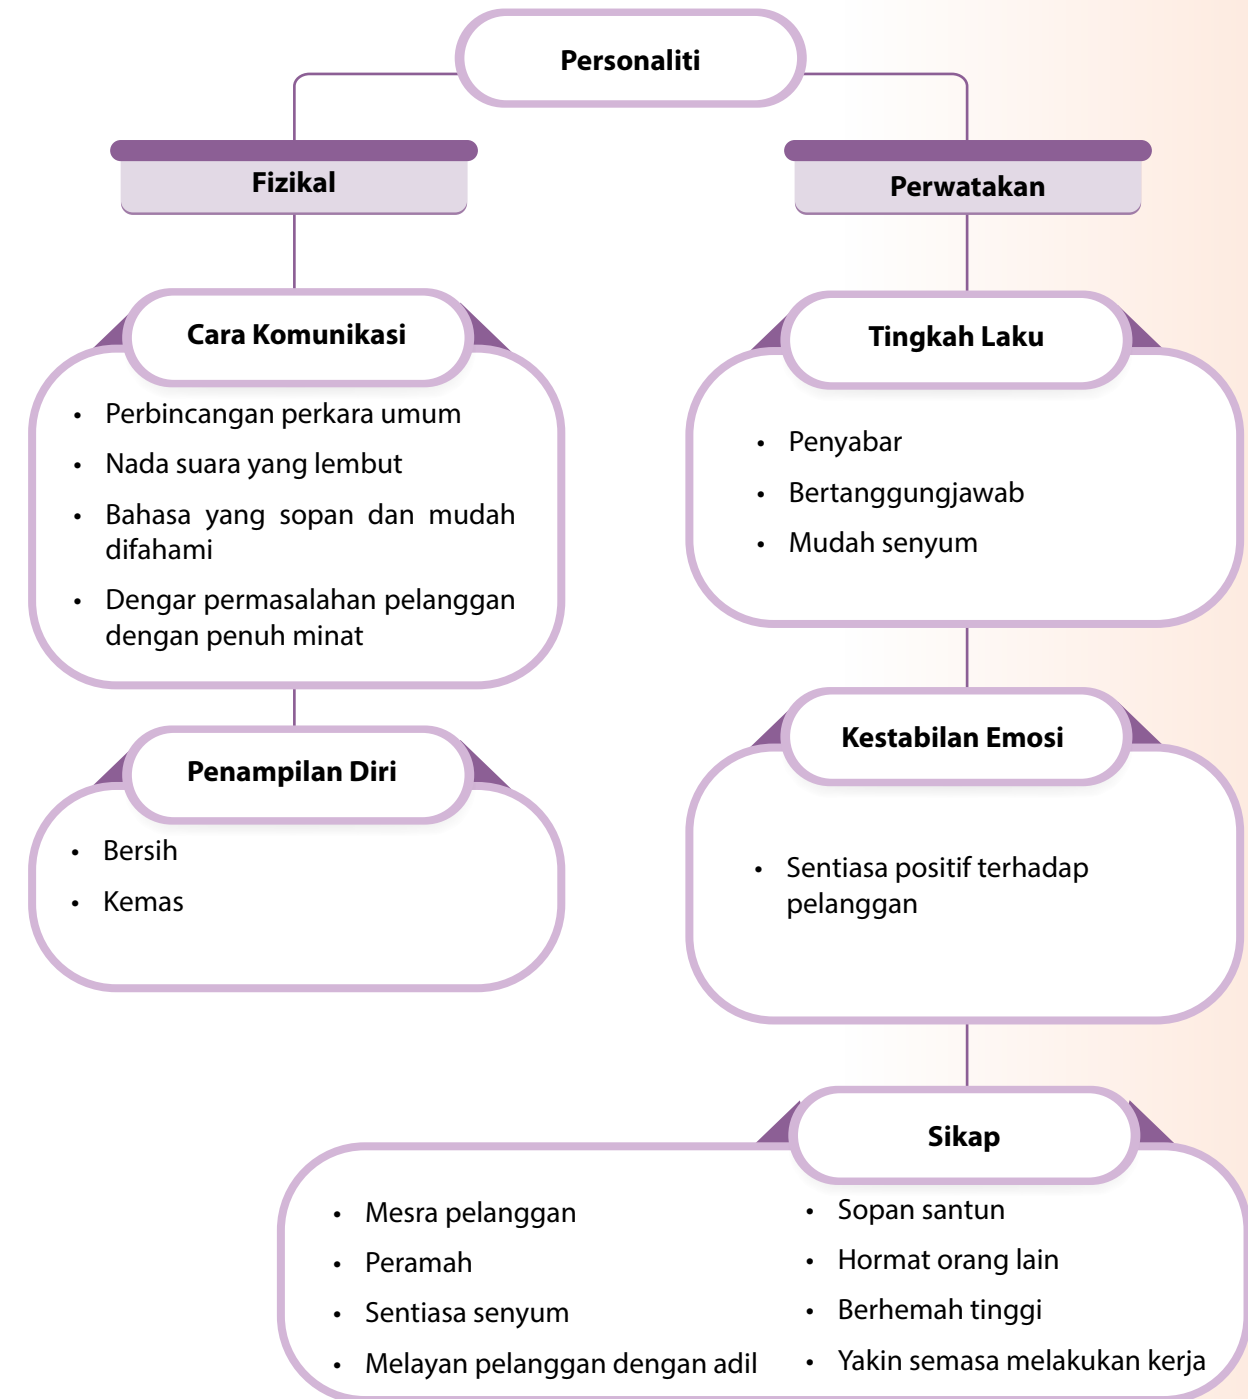 Personaliti
Fizikal
Cara Komunikasi
• Perbincangan perkara umum
• Nada suara yang lembut
• Bahasa yang sopan dan mudah
difahami
• Dengar permasalahan pelanggan
dengan penuh minat
Penampilan Diri
• Bersih
• Kemas
Perwatakan
Tingkah Laku
• Penyabar
• Bertanggungjawab
• Mudah senyum
Kestabilan Emosi
• Sentiasa positif terhadap
pelanggan
Sikap
• Mesra pelanggan
• Peramah
• Sentiasa senyum
• Melayan pelanggan dengan adil
• Sopan santun
• Hormat orang lain
• Berhemah tinggi
• Yakin semasa melakukan kerja